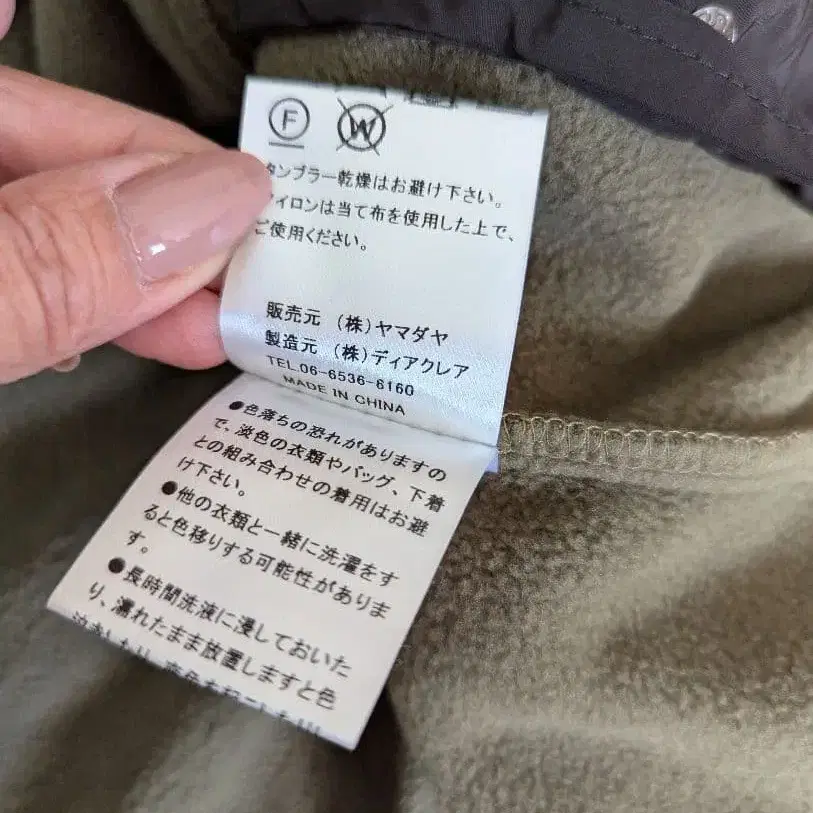 F W
タンブラー乾燥はお避け下さい。
アイロンは当て布を使用した上で、
ご使用ください。
販売元 (株)ヤマダヤ
製造元 (株)ディアクレア
TEL.06-6536-6160
MADE IN CHINA
●色落ちの恐れがありますの
で、淡色の衣類やバッグ、下着
との組み合わせの着用はお避
け下さい。
●他の衣類と一緒に洗濯をす
ると色移りする可能性がありま
す。
●長時間洗液に浸しておいた
り、濡れたまま放置しますと色